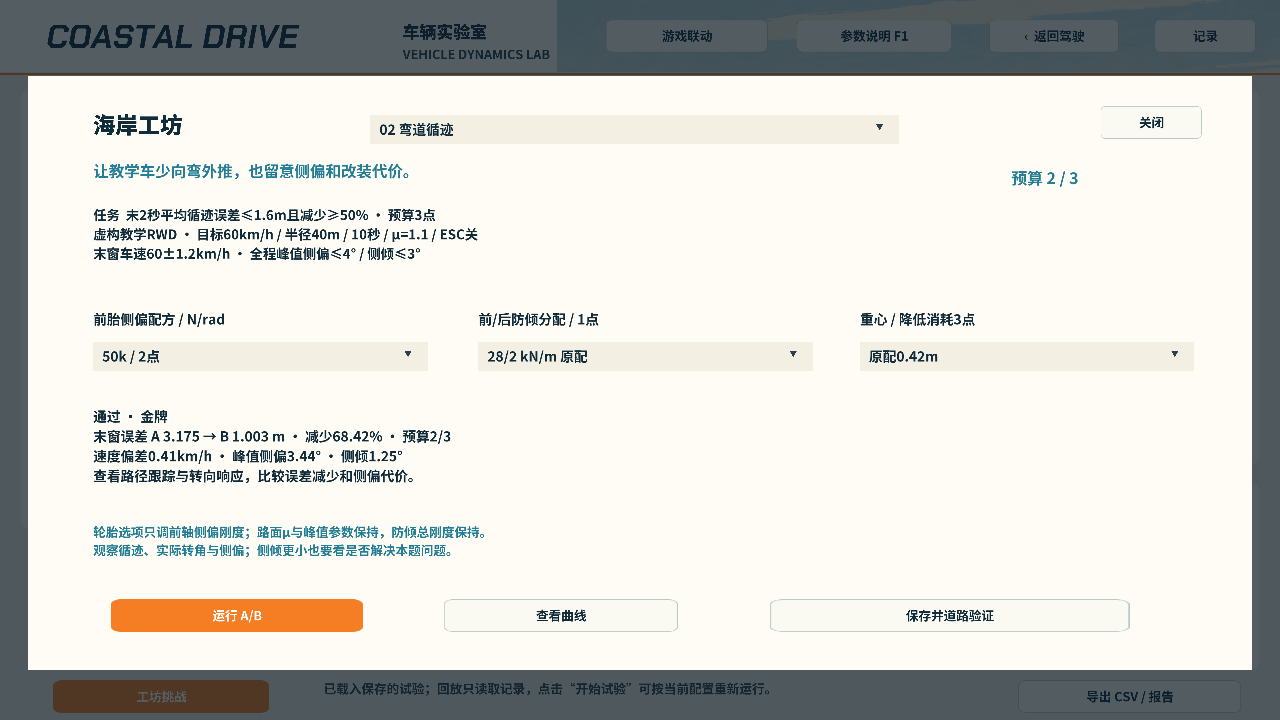 COASTAL DRIVE
车辆实验室
VEHICLE DYNAMICS LAB
游戏联动
参数说明 F1
‹ 返回驾驶
记录
海岸工坊
02 弯道循迹
关闭
让教学车少向弯外推，也留意侧偏和改装代价。
预算 2 / 3
任务 末2秒平均循迹误差≤1.6m且减少≥50% · 预算3点
虚构教学RWD · 目标60km/h / 半径40m / 10秒 / μ=1.1 / ESC关
末窗车速60±1.2km/h · 全程峰值侧偏≤4° / 侧倾≤3°
前胎侧偏配方 / N/rad
前/后防倾分配 / 1点
重心 / 降低消耗3点
50k / 2点
28/2 kN/m 原配
原配0.42m
通过 · 金牌
末窗误差 A 3.175 → B 1.003 m · 减少68.42% · 预算2/3
速度偏差0.41km/h · 峰值侧偏3.44° · 侧倾1.25°
查看路径跟踪与转向响应，比较误差减少和侧偏代价。
轮胎选项只调前轴侧偏刚度；路面μ与峰值参数保持，防倾总刚度保持。
观察循迹、实际转角与侧偏；侧倾更小也要看是否解决本题问题。
运行 A/B
查看曲线
保存并道路验证
工坊挑战
已载入保存的试验；回放只读取记录，点击“开始试验”可按当前配置重新运行。
导出 CSV / 报告